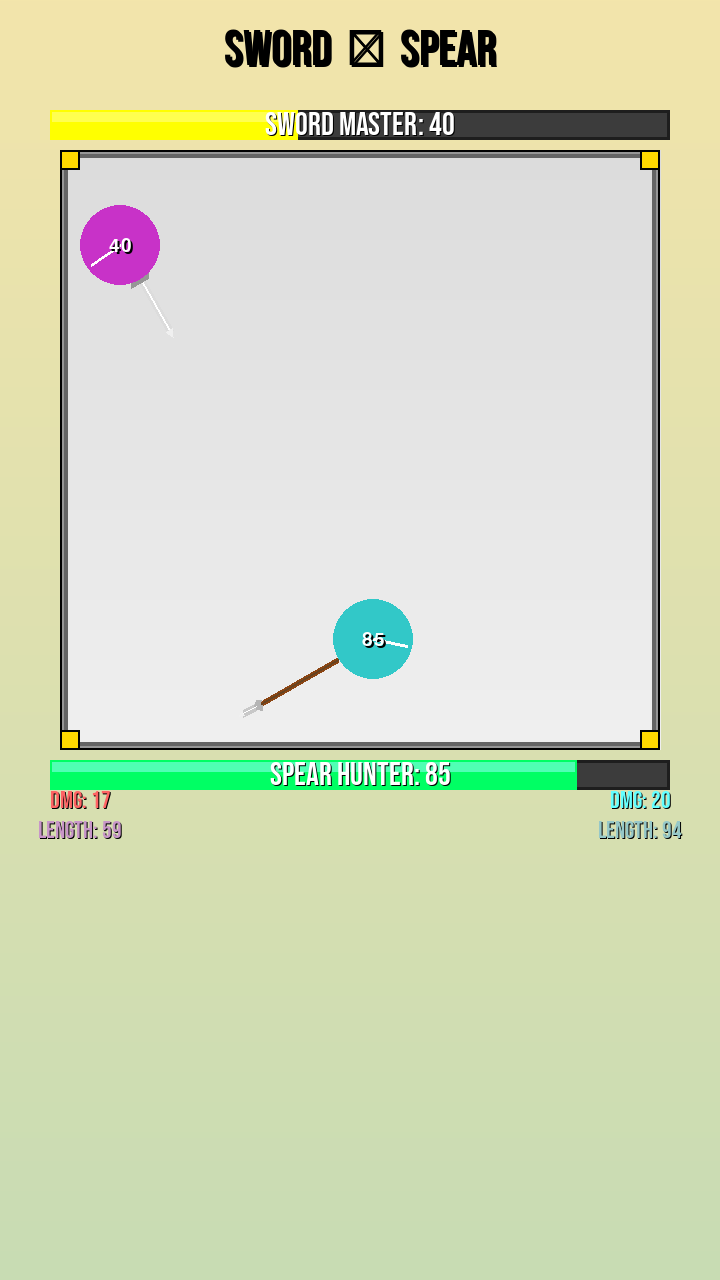 SWORD SPEAR
SWORD MASTER: 40
40
85
SPEAR HUNTER: 85
DMG: 17
DMG: 20
LENGTH: 59
LENGTH: 94